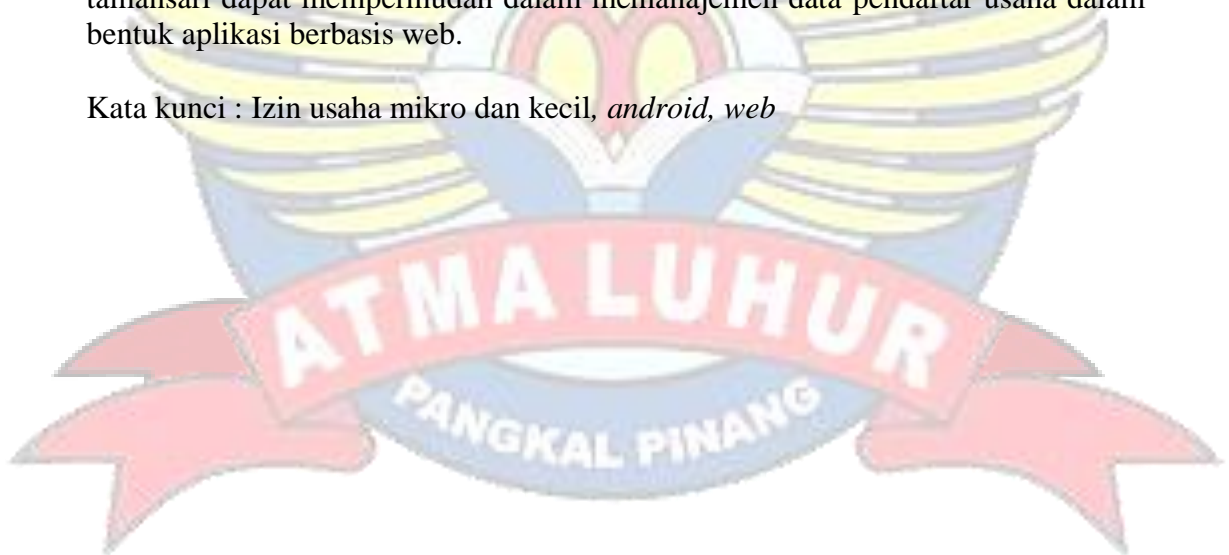 tamansari dapat mempermudah dalam memanajemen data pendaftar usaha dalam
bentuk aplikasi berbasis web.
Kata kunci : Izin usaha mikro dan kecil, android, web
ATMA LUHUR
PANGKAL PINANG